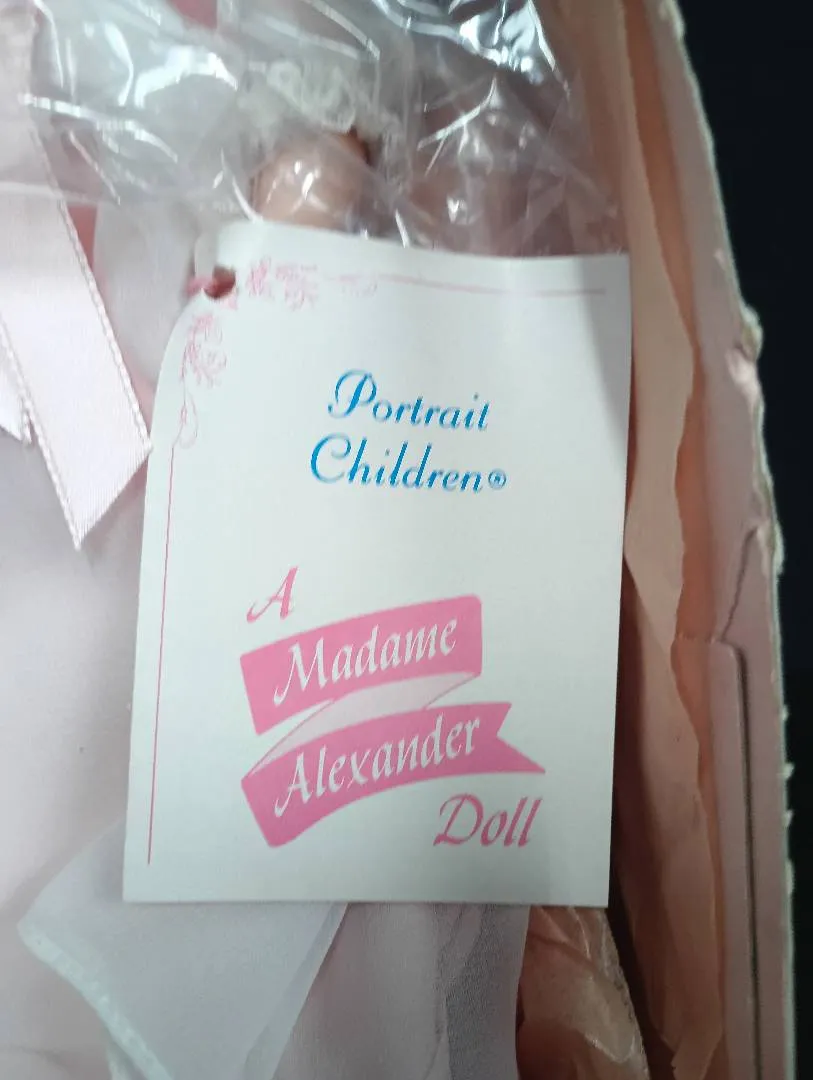 Portrait
Children®
A
Madame
Alexander
Doll